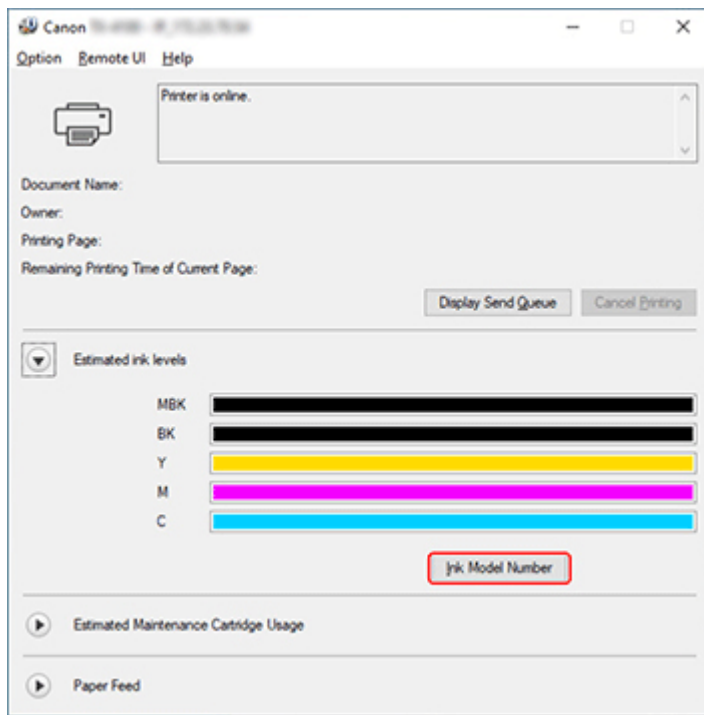 Canon
Option Remote UI Help
Printer is online.
Document Name:
Owner:
Printing Page:
Remaining Printing Time of Current Page:
Display Send Queue Cancel Printing
Estimated ink levels
MBK
BK
Y
M
C
Ink Model Number
Estimated Maintenance Cartridge Usage
Paper Feed